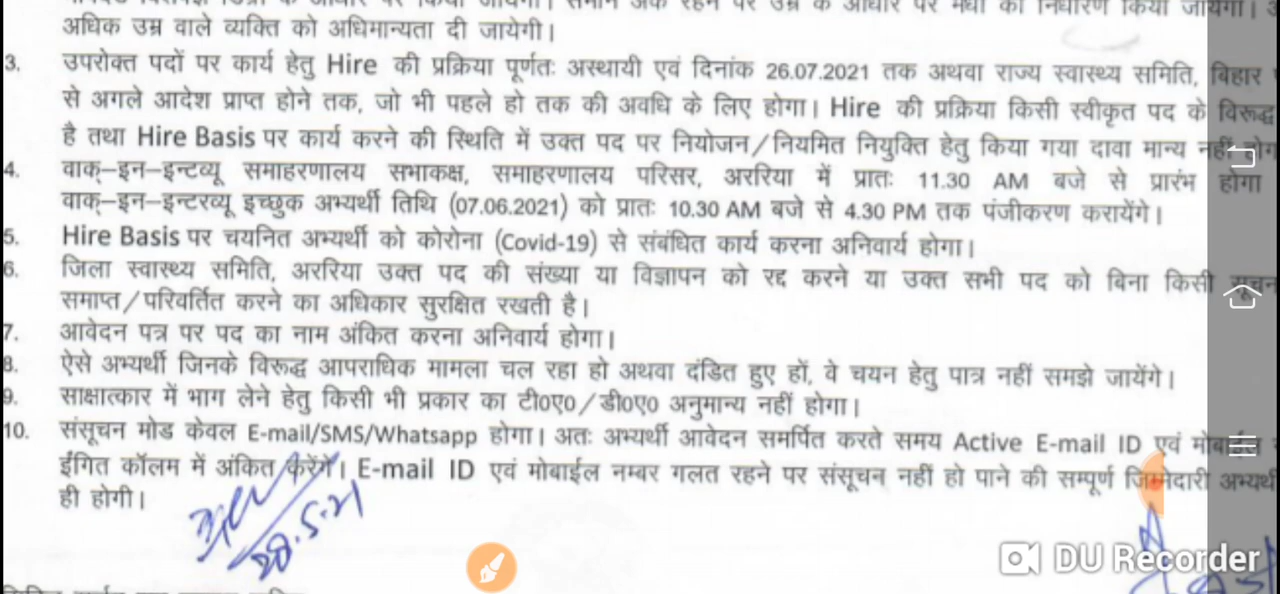 अधिक उम्र वाले व्यक्ति को अधिमान्यता दी जायेगी।
3. उपरोक्त पदों पर कार्य हेतु Hire की प्रक्रिया पूर्णतः अस्थायी एवं दिनांक 26.07.2021 तक अथवा राज्य स्वास्थ्य समिति, बिहार
से अगले आदेश प्राप्त होने तक, जो भी पहले हो तक की अवधि के लिए होगा। Hire की प्रक्रिया किसी स्वीकृत पद के विरूद्ध
है तथा Hire Basis पर कार्य करने की स्थिति में उक्त पद पर नियोजन/नियमित नियुक्ति हेतु किया गया दावा मान्य नहीं
4. वाक्–इन–इन्टव्यू समाहरणालय सभाकक्ष, समाहरणालय परिसर, अररिया में प्रातः 11.30 AM बजे से प्रारंभ होगा
वाक्–इन–इन्टरव्यू इच्छुक अभ्यर्थी तिथि (07.06.2021) को प्रातः 10.30 AM बजे से 4.30 PM तक पंजीकरण करायेंगे।
5. Hire Basis पर चयनित अभ्यर्थी को कोरोना (Covid-19) से संबंधित कार्य करना अनिवार्य होगा।
6. जिला स्वास्थ्य समिति, अररिया उक्त पद की संख्या या विज्ञापन को रद्द करने या उक्त सभी पद को बिना किसी
समाप्त/परिवर्तित करने का अधिकार सुरक्षित रखती है।
7. आवेदन पत्र पर पद का नाम अंकित करना अनिवार्य होगा।
8. ऐसे अभ्यर्थी जिनके विरूद्ध आपराधिक मामला चल रहा हो अथवा दंडित हुए हों, वे चयन हेतु पात्र नहीं समझे जायेंगे।
9. साक्षात्कार में भाग लेने हेतु किसी भी प्रकार का टी०ए०/डी०ए० अनुमान्य नहीं होगा।
10. संसूचन मोड केवल E-mail/SMS/Whatsapp होगा। अतः अभ्यर्थी आवेदन समर्पित करते समय Active E-mail ID एवं
ईंगित कॉलम में अंकित करेंगे। E-mail ID एवं मोबाईल नम्बर गलत रहने पर संसूचन नहीं हो पाने की सम्पूर्ण जिम्मेदारी अभ्यर्थी
ही होगी।
28.5.21
DU Recorder